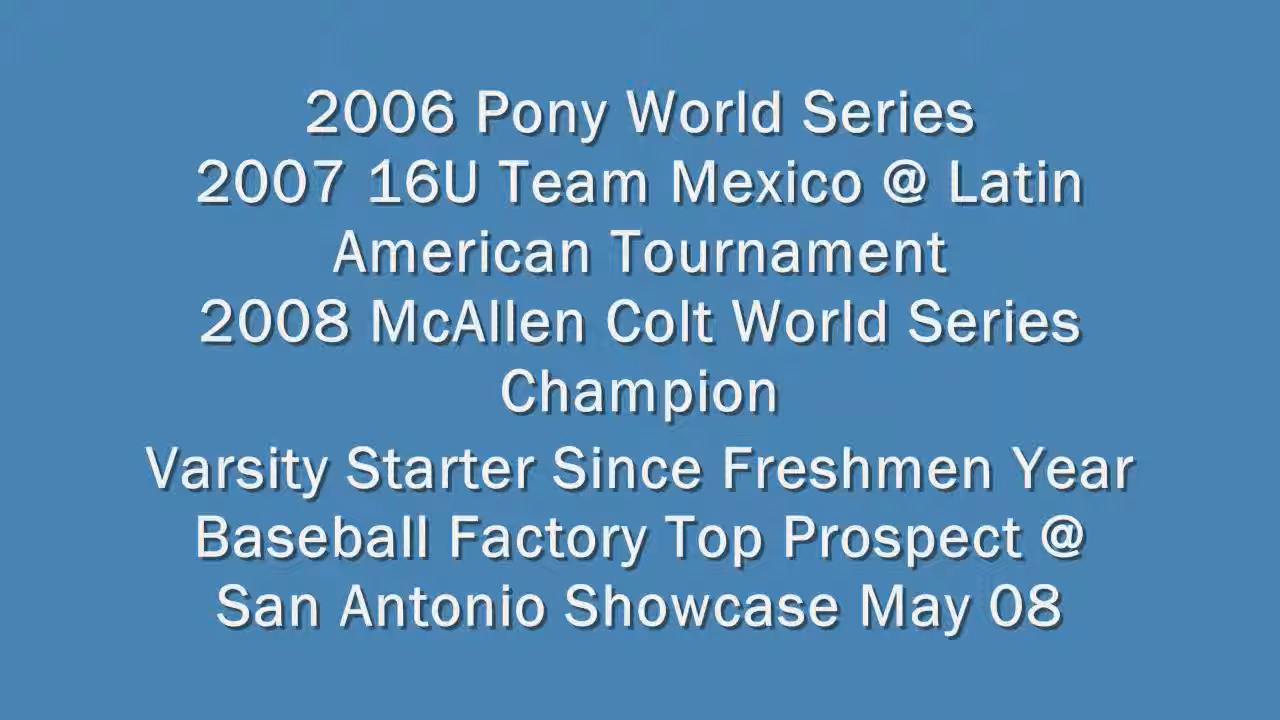 2006 Pony World Series
2007 16U Team Mexico @ Latin
American Tournament
2008 McAllen Colt World Series
Champion
Varsity Starter Since Freshmen Year
Baseball Factory Top Prospect @
San Antonio Showcase May 08